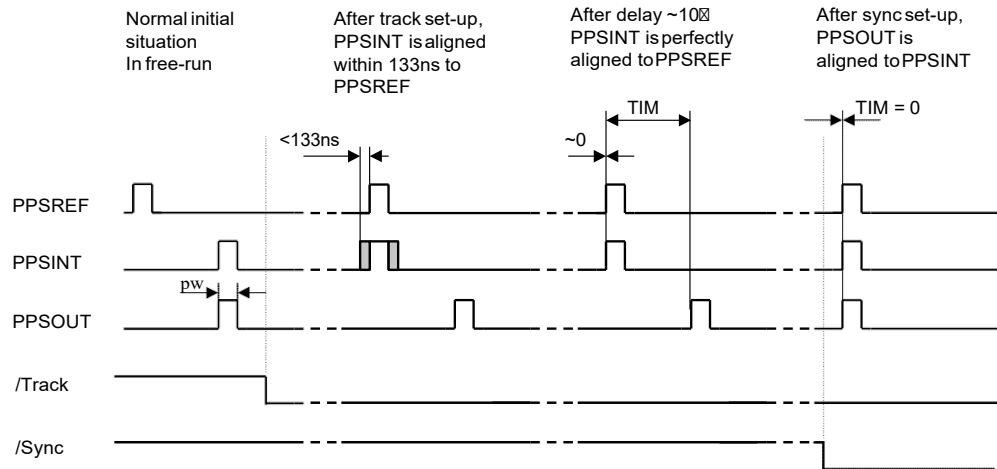 Normal initial
situation
In free-run
After track set-up,
PPSINT is aligned
within 133ns to
PPSREF
After delay ~10
PPSINT is perfectly
aligned to PPSREF
After sync set-up,
PPSOUT is
aligned to PPSINT
TIM
TIM = 0
<133ns
~0
PPSREF
PPSINT
pw
PPSOUT
/Track
/Sync